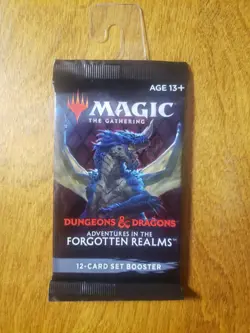 AGE 13+
MAGIC
THE GATHERING
DUNGEONS & DRAGONS
ADVENTURES IN THE
FORGOTTEN REALMS
12-CARD SET BOOSTER